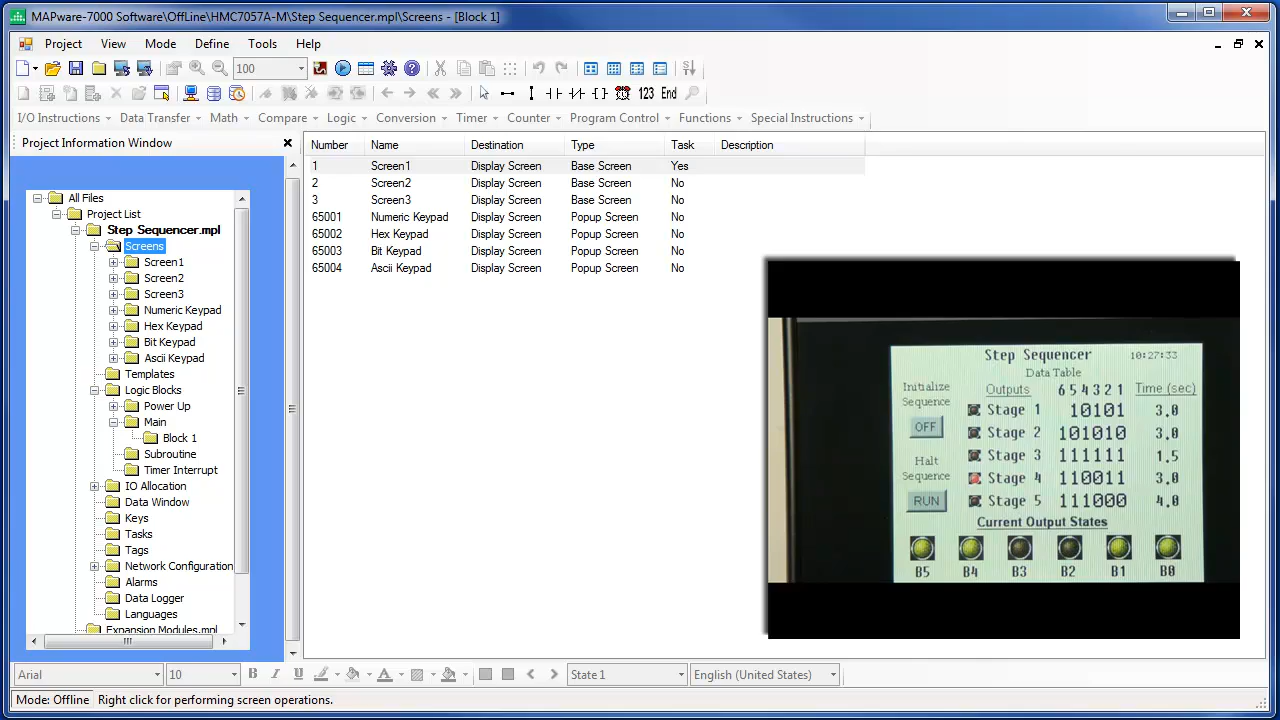 MAPware-7000 Software\OffLine\HMC7057A-M\Step Sequencer.mpl\Screens - [Block 1]
Project View Mode Define Tools Help
100
123 End
I/O Instructions Data Transfer Math Compare Logic Conversion Timer Counter Program Control Functions Special Instructions
Project Information Window
All Files
Project List
Step Sequencer.mpl
Screens
Screen1
Screen2
Screen3
Numeric Keypad
Hex Keypad
Bit Keypad
Ascii Keypad
Templates
Logic Blocks
Power Up
Main
Block 1
Subroutine
Timer Interrupt
IO Allocation
Data Window
Keys
Tasks
Tags
Network Configuration
Alarms
Data Logger
Languages
Expansion Modules.mpl
Number Name Destination Type Task Description
1 Screen1 Display Screen Base Screen Yes
2 Screen2 Display Screen Base Screen No
3 Screen3 Display Screen Base Screen No
65001 Numeric Keypad Display Screen Popup Screen No
65002 Hex Keypad Display Screen Popup Screen No
65003 Bit Keypad Display Screen Popup Screen No
65004 Ascii Keypad Display Screen Popup Screen No
Step Sequencer 10:27:33
Data Table
Initialize
Sequence
OFF
Halt
Sequence
RUN
Outputs 6 5 4 3 2 1 Time (sec)
Stage 1 10101 3.0
Stage 2 101010 3.0
Stage 3 111111 1.5
Stage 4 110011 3.0
Stage 5 111000 4.0
Current Output States
B5 B4 B3 B2 B1 B0
Arial 10 B I U A State 1 English (United States)
Mode: Offline Right click for performing screen operations.